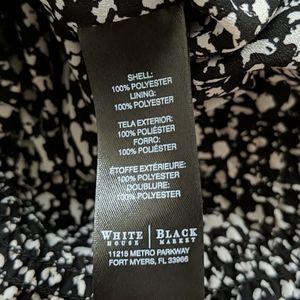 SHELL:
100% POLYESTER
LINING:
100% POLYESTER
TELA EXTERIOR:
100% POLIÉSTER
FORRO:
100% POLIÉSTER
ÉTOFFE EXTÉRIEURE:
100% POLYESTER
DOUBLURE:
100% POLYESTER
WHITE | BLACK
HOUSE | MARKET
11215 METRO PARKWAY
FORT MYERS, FL 33966